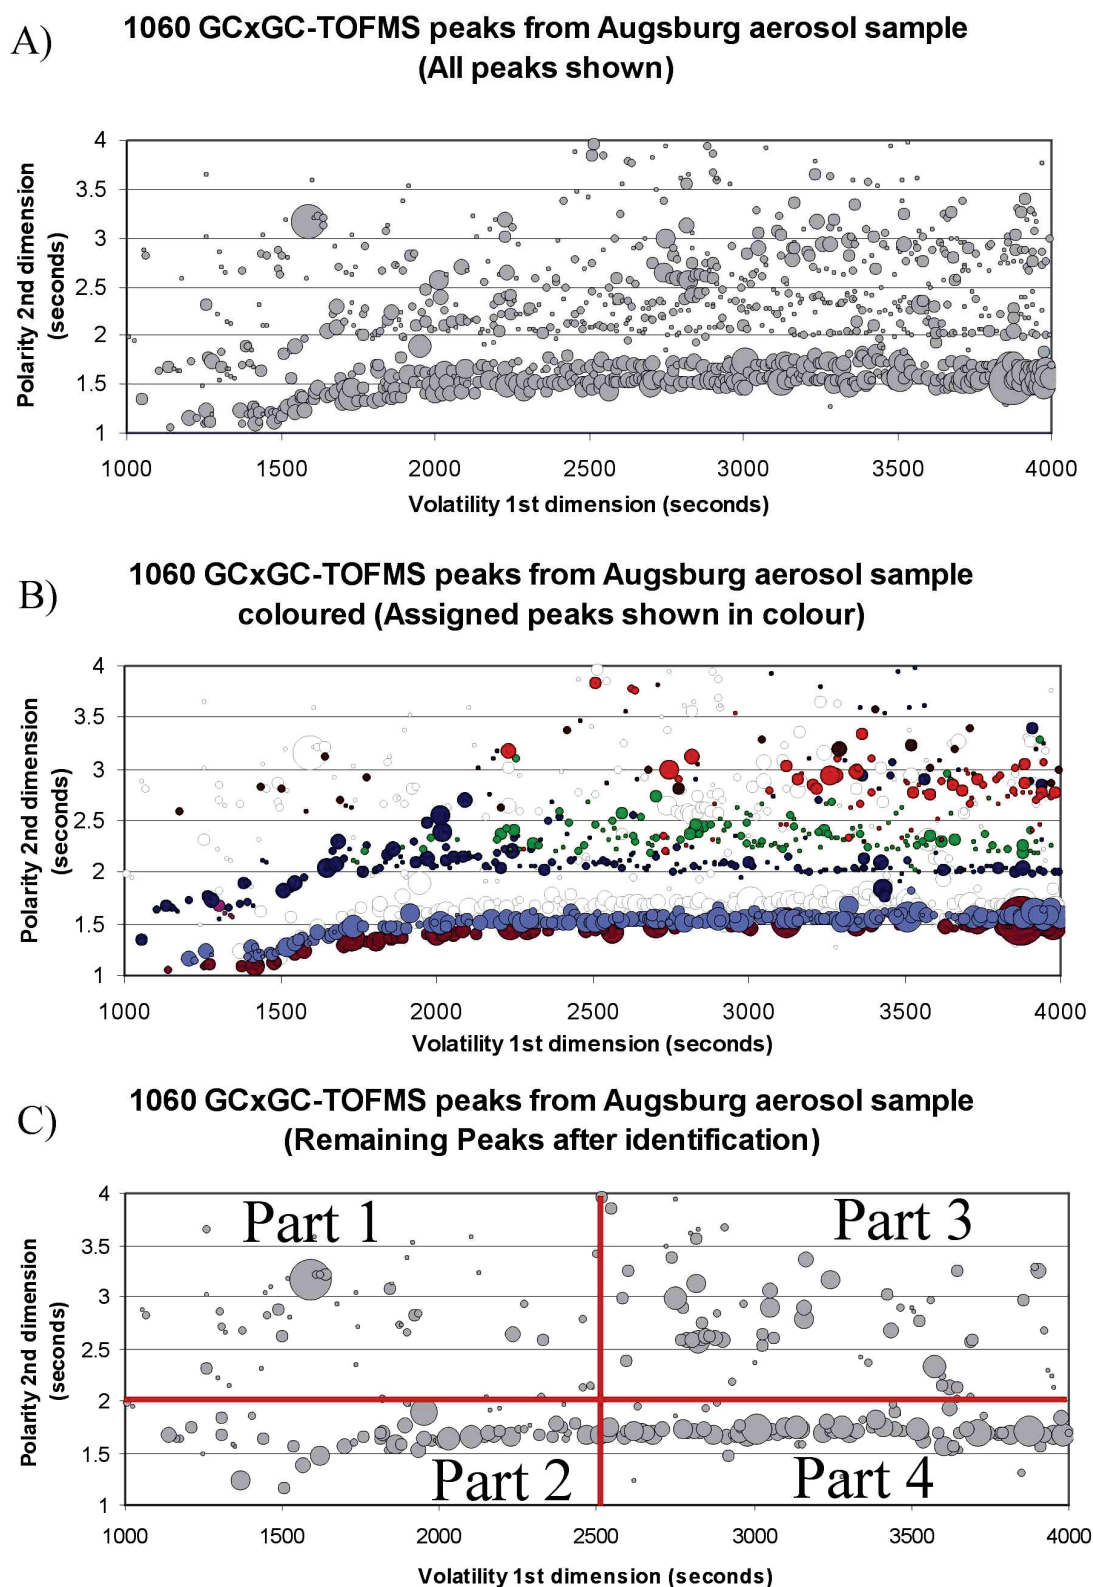 A)
1060 GCxGC-TOFMS peaks from Augsburg aerosol sample
(All peaks shown)
Polarity 2nd dimension
(seconds)
4
3.5
3
2.5
2
1.5
1
1000 1500 2000 2500 3000 3500 4000
Volatility 1st dimension (seconds)
B)
1060 GCxGC-TOFMS peaks from Augsburg aerosol sample
coloured (Assigned peaks shown in colour)
Polarity 2nd dimension
(seconds)
4
3.5
3
2.5
2
1.5
1
1000 1500 2000 2500 3000 3500 4000
Volatility 1st dimension (seconds)
C)
1060 GCxGC-TOFMS peaks from Augsburg aerosol sample
(Remaining Peaks after identification)
Polarity 2nd dimension
(seconds)
4
3.5
3
2.5
2
1.5
1
Part 1
Part 3
Part 2
Part 4
1000 1500 2000 2500 3000 3500 4000
Volatility 1st dimension (seconds)